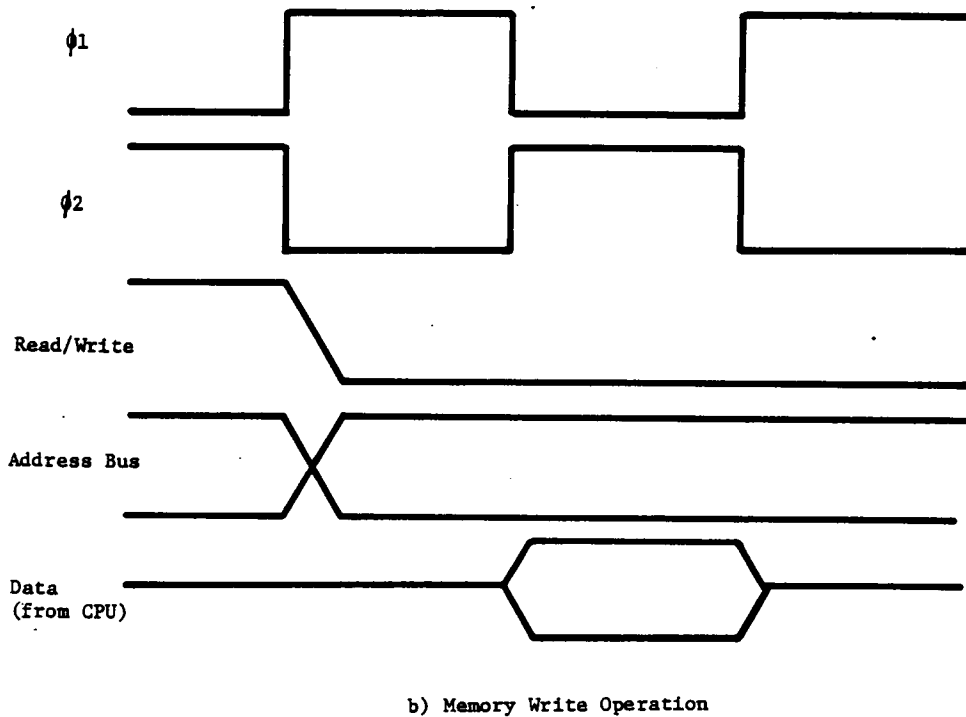 ϕ1
ϕ2
Read/Write
Address Bus
Data
(from CPU)
b) Memory Write Operation